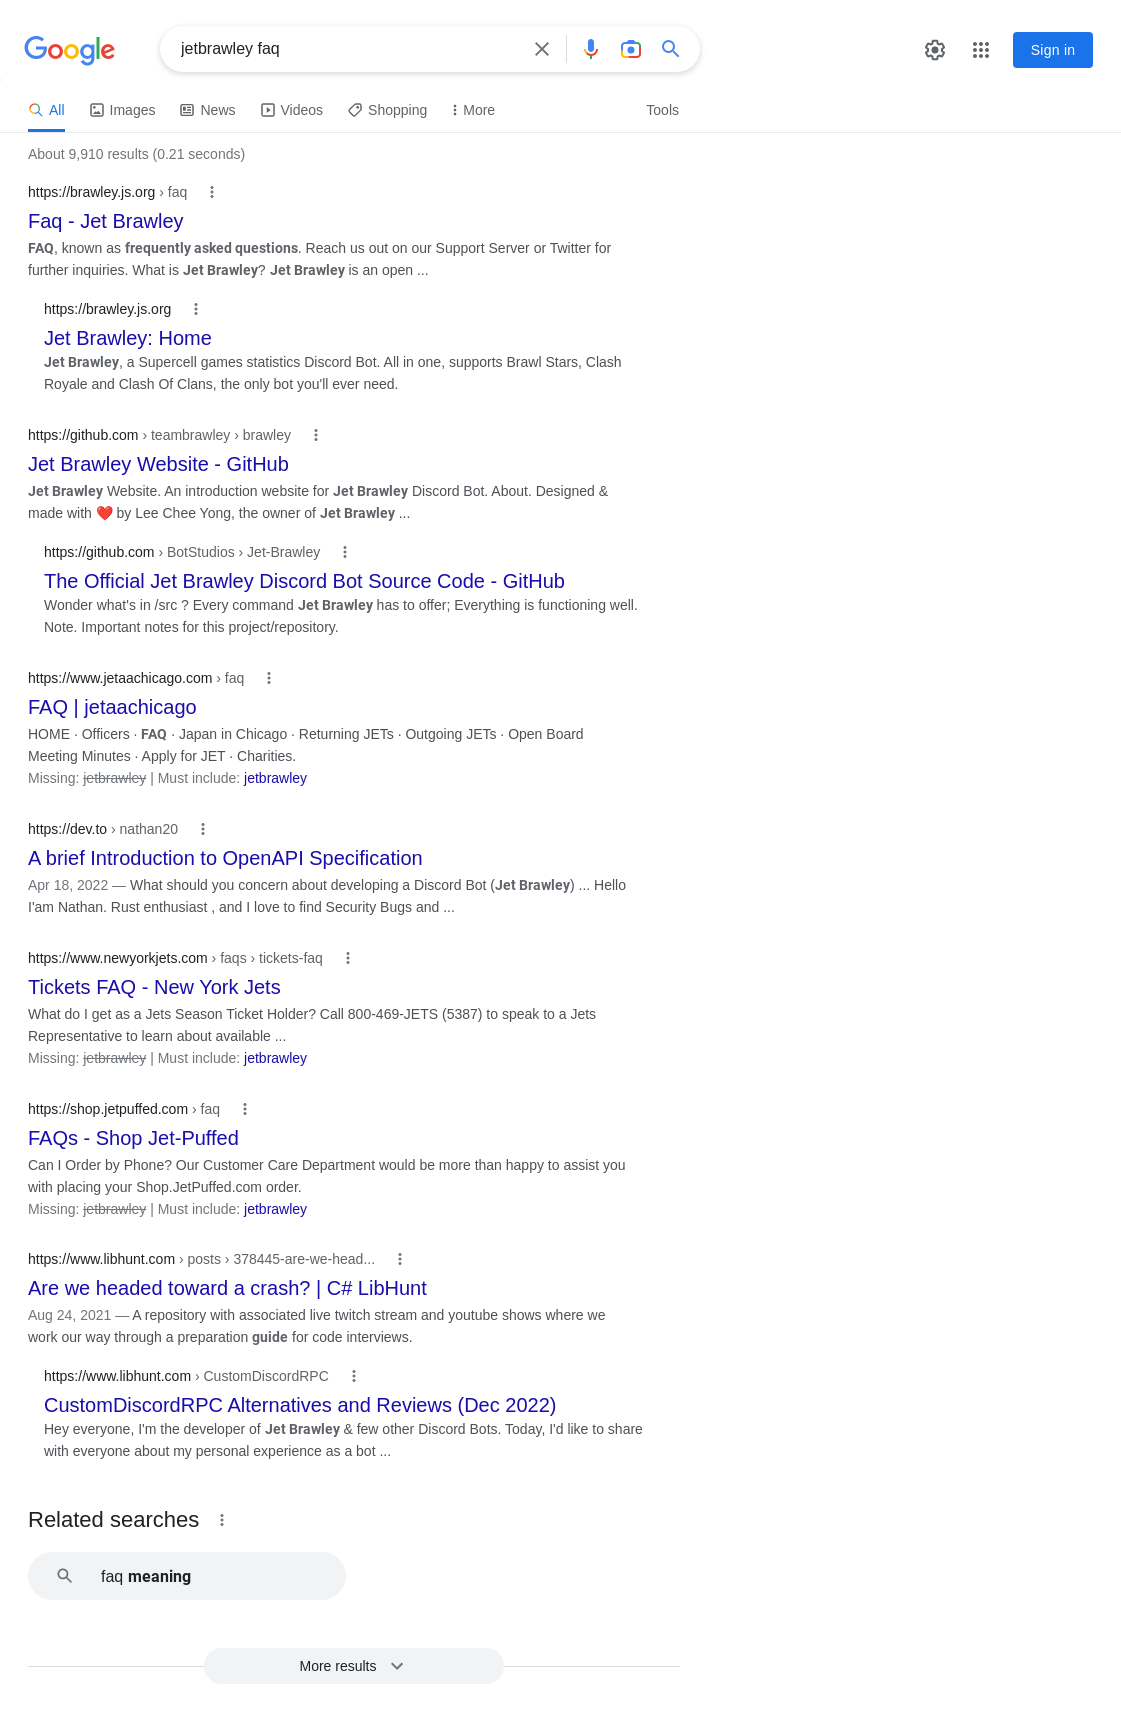 Google
jetbrawley faq
Sign in
All
Images
News
Videos
Shopping
More
Tools
About 9,910 results (0.21 seconds)
https://brawley.js.org › faq
Faq - Jet Brawley
FAQ, known as frequently asked questions. Reach us out on our Support Server or Twitter for
further inquiries. What is Jet Brawley? Jet Brawley is an open ...
https://brawley.js.org
Jet Brawley: Home
Jet Brawley, a Supercell games statistics Discord Bot. All in one, supports Brawl Stars, Clash
Royale and Clash Of Clans, the only bot you'll ever need.
https://github.com › teambrawley › brawley
Jet Brawley Website - GitHub
Jet Brawley Website. An introduction website for Jet Brawley Discord Bot. About. Designed &
made with ❤️ by Lee Chee Yong, the owner of Jet Brawley ...
https://github.com › BotStudios › Jet-Brawley
The Official Jet Brawley Discord Bot Source Code - GitHub
Wonder what's in /src ? Every command Jet Brawley has to offer; Everything is functioning well.
Note. Important notes for this project/repository.
https://www.jetaachicago.com › faq
FAQ | jetaachicago
HOME · Officers · FAQ · Japan in Chicago · Returning JETs · Outgoing JETs · Open Board
Meeting Minutes · Apply for JET · Charities.
Missing: jetbrawley | Must include: jetbrawley
https://dev.to › nathan20
A brief Introduction to OpenAPI Specification
Apr 18, 2022 — What should you concern about developing a Discord Bot (Jet Brawley) ... Hello
I'am Nathan. Rust enthusiast , and I love to find Security Bugs and ...
https://www.newyorkjets.com › faqs › tickets-faq
Tickets FAQ - New York Jets
What do I get as a Jets Season Ticket Holder? Call 800-469-JETS (5387) to speak to a Jets
Representative to learn about available ...
Missing: jetbrawley | Must include: jetbrawley
https://shop.jetpuffed.com › faq
FAQs - Shop Jet-Puffed
Can I Order by Phone? Our Customer Care Department would be more than happy to assist you
with placing your Shop.JetPuffed.com order.
Missing: jetbrawley | Must include: jetbrawley
https://www.libhunt.com › posts › 378445-are-we-head...
Are we headed toward a crash? | C# LibHunt
Aug 24, 2021 — A repository with associated live twitch stream and youtube shows where we
work our way through a preparation guide for code interviews.
https://www.libhunt.com › CustomDiscordRPC
CustomDiscordRPC Alternatives and Reviews (Dec 2022)
Hey everyone, I'm the developer of Jet Brawley & few other Discord Bots. Today, I'd like to share
with everyone about my personal experience as a bot ...
Related searches
faq meaning
More results